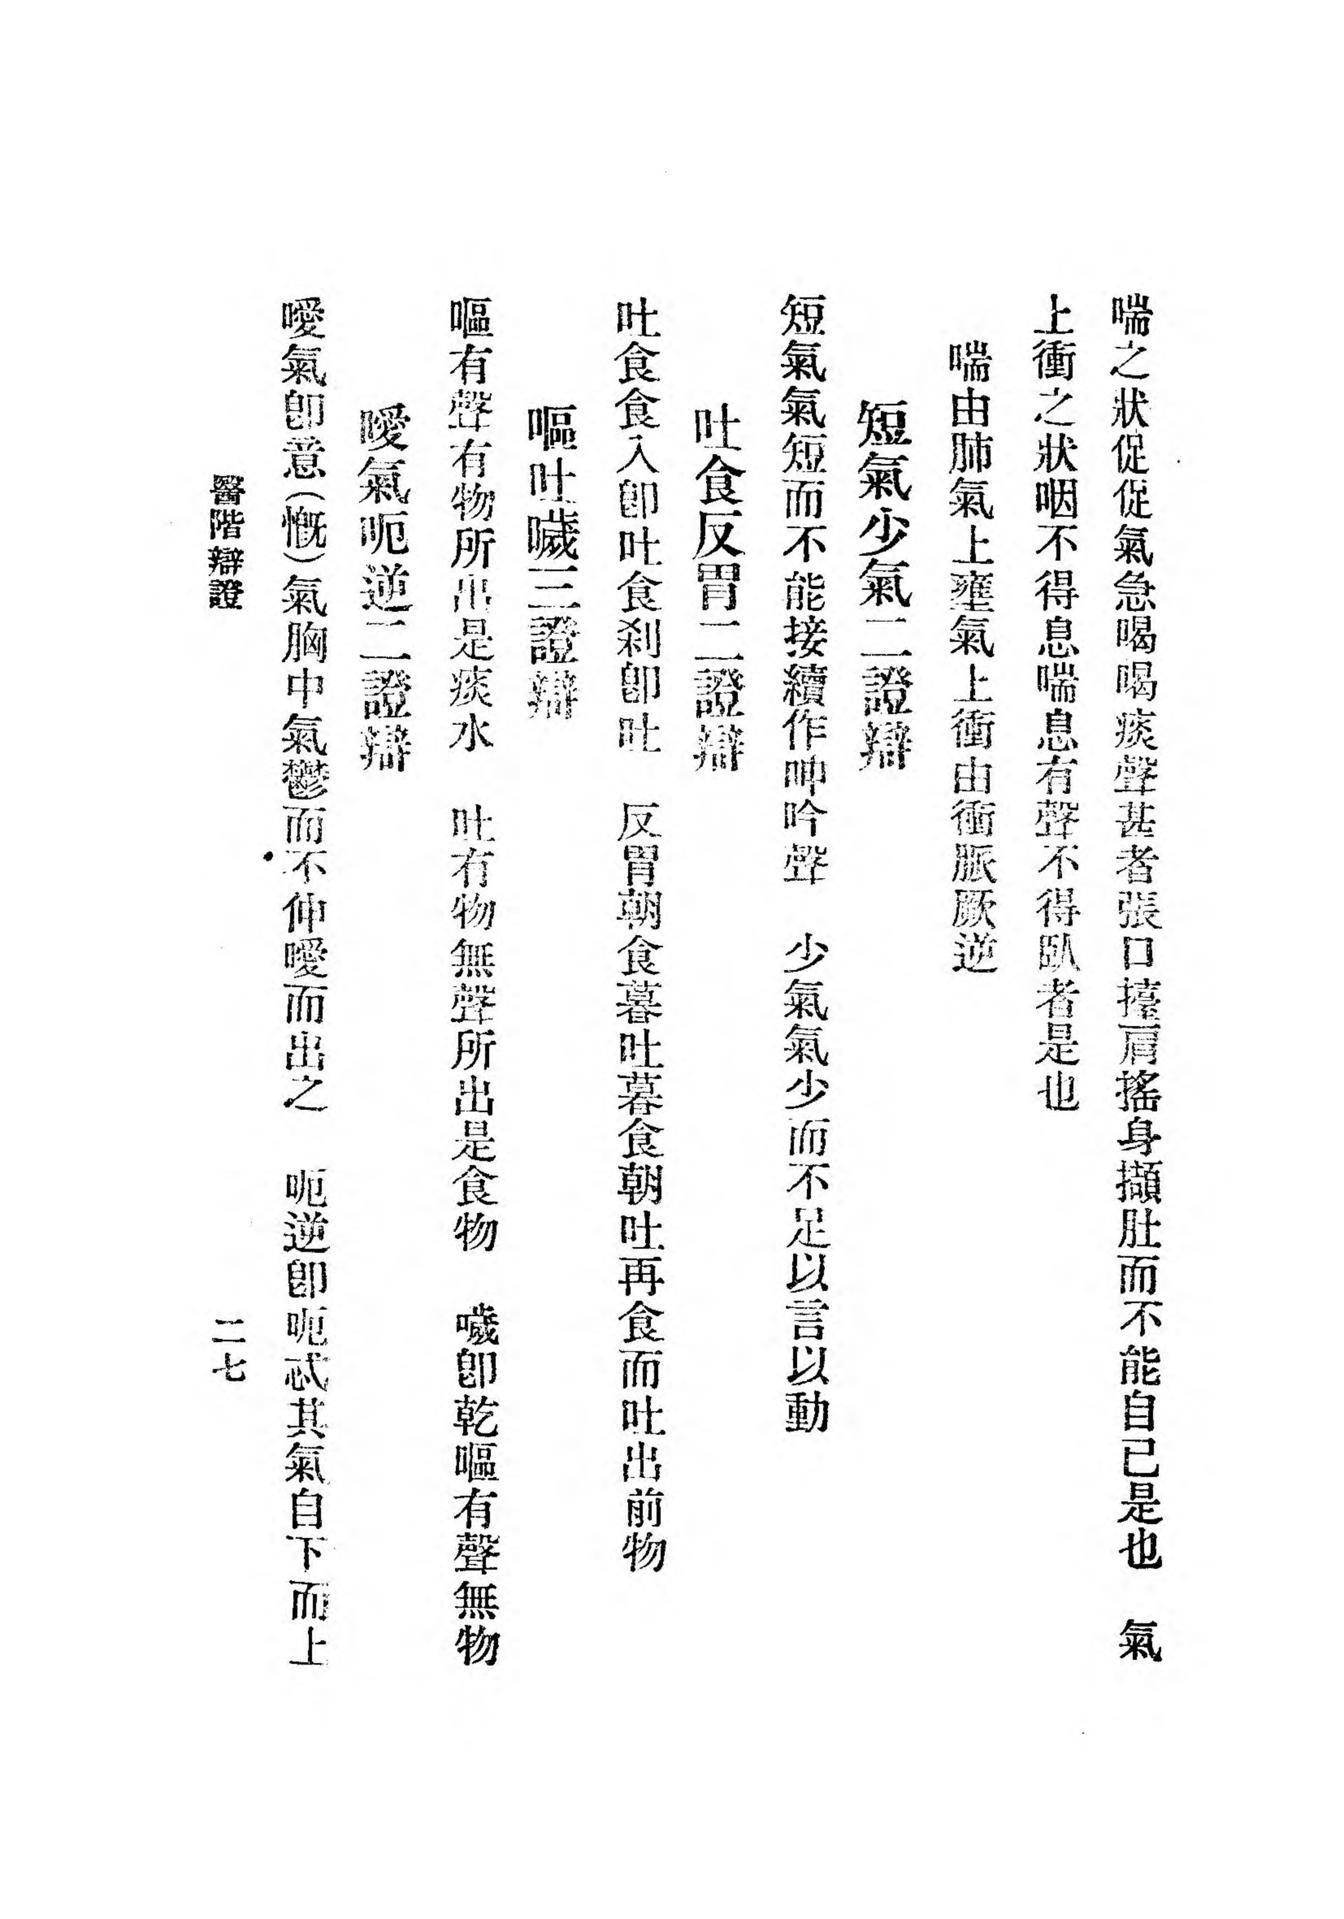 喘之狀促促氣急喝喝痰聲甚者張口擡肩搖身擷肚而不能自已是也　氣
上衝之狀咽不得息喘息有聲不得臥者是也
喘由肺氣上壅氣上衝由衝脈厥逆
短氣少氣二證辯
短氣氣短而不能接續作呻吟聲　少氣氣少而不足以言以動
吐食反胃二證辯
吐食食入卽吐食刹卽吐　反胃朝食暮吐暮食朝吐再食而吐出前物
嘔吐噦三證辯
嘔有聲有物所出是痰水　吐有物無聲所出是食物　噦卽乾嘔有聲無物
噯氣呃逆二證辯
噯氣卽意(慨)氣胸中氣鬱而不伸噯而出之　呃逆卽呃忒其氣自下而上
醫階辯證
二七